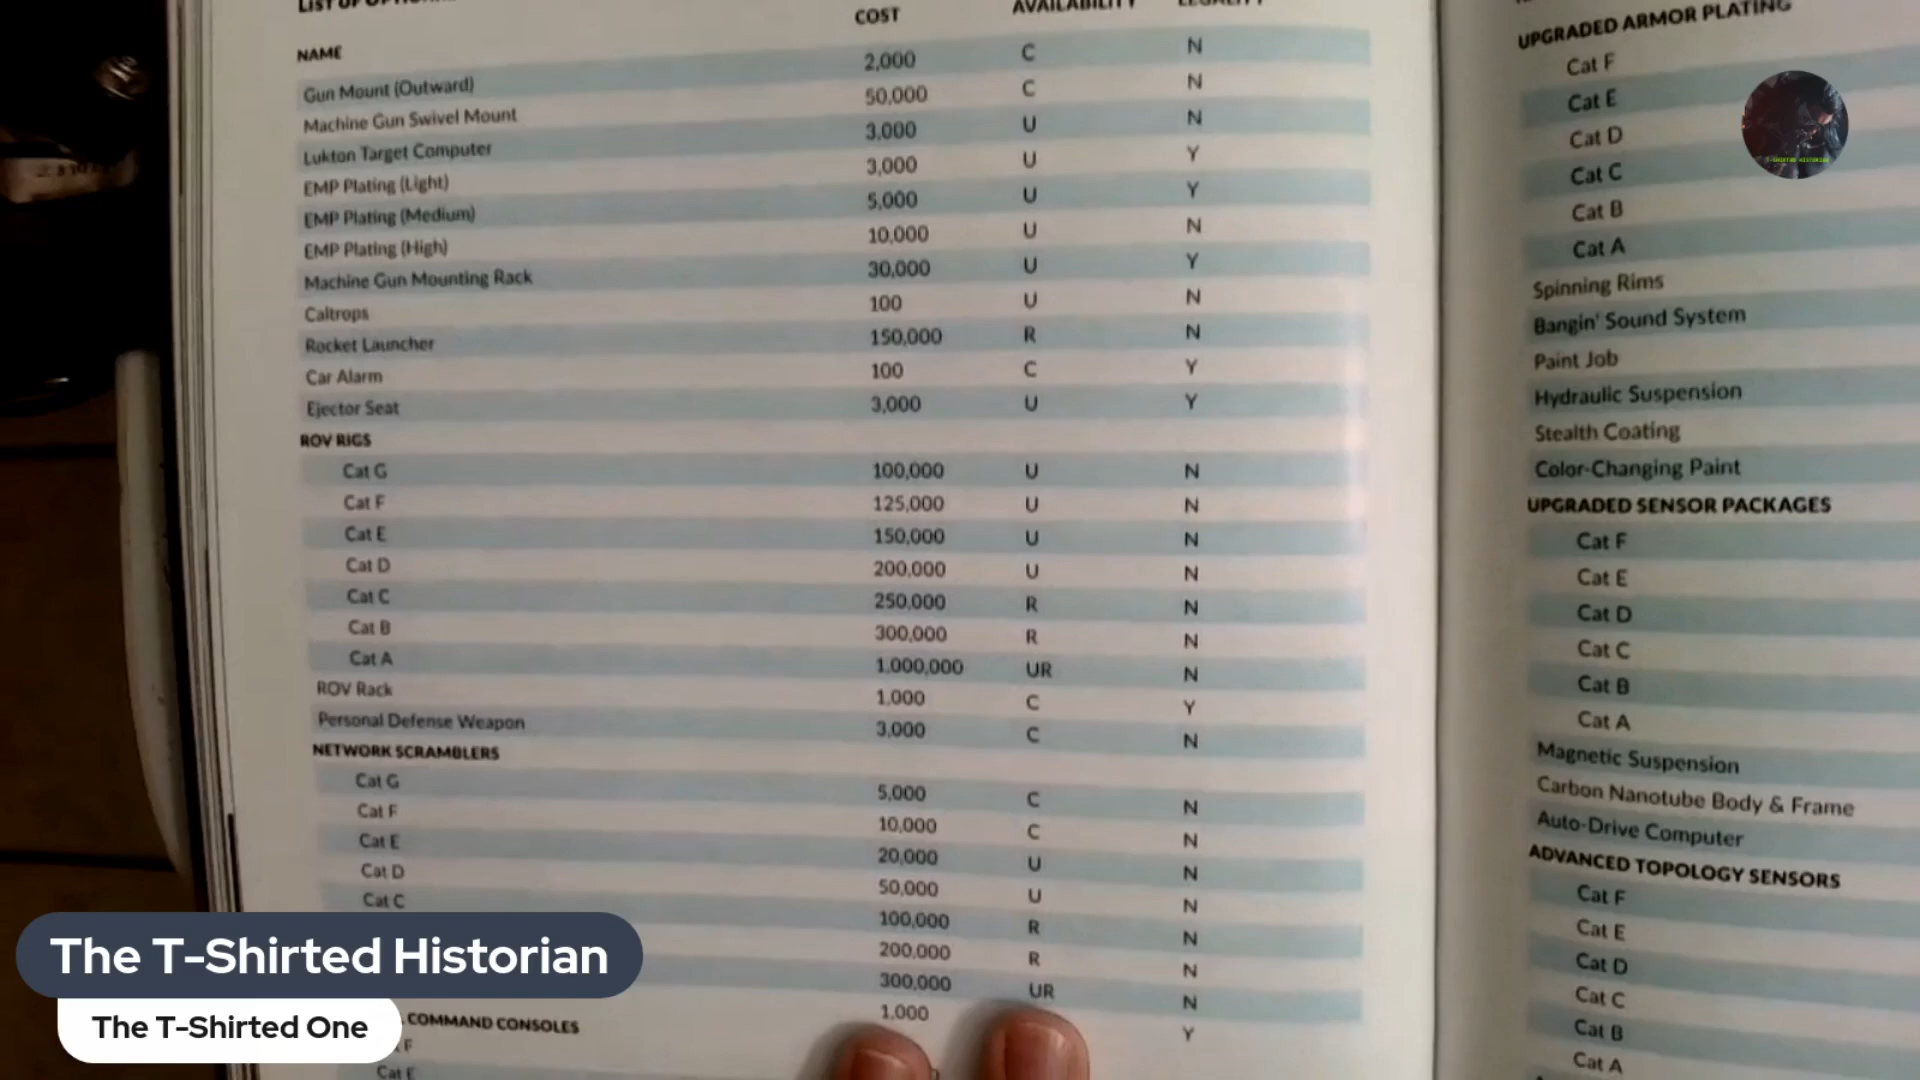 LIST OF
NAME COST AVAILABILITY LEGALITY
Gun Mount (Outward) 2,000 C N
Machine Gun Swivel Mount 50,000 C N
Lukton Target Computer 3,000 U N
EMP Plating (Light) 3,000 U Y
EMP Plating (Medium) 5,000 U Y
EMP Plating (High) 10,000 U N
Machine Gun Mounting Rack 30,000 U Y
Caltrops 100 U N
Rocket Launcher 150,000 R N
Car Alarm 100 C Y
Ejector Seat 3,000 U Y
ROV RIGS
Cat G 100,000 U N
Cat F 125,000 U N
Cat E 150,000 U N
Cat D 200,000 U N
Cat C 250,000 R N
Cat B 300,000 R N
Cat A 1,000,000 UR N
ROV Rack 1,000 C Y
Personal Defense Weapon 3,000 C N
NETWORK SCRAMBLERS
Cat G 5,000 C N
Cat F 10,000 C N
Cat E 20,000 U N
Cat D 50,000 U N
Cat C 100,000 R N
200,000 R N
300,000 UR N
1,000 Y
COMMAND CONSOLES
F
Cat E
UPGRADED ARMOR PLATING
Cat F
Cat E
Cat D
Cat C
Cat B
Cat A
Spinning Rims
Bangin' Sound System
Paint Job
Hydraulic Suspension
Stealth Coating
Color-Changing Paint
UPGRADED SENSOR PACKAGES
Cat F
Cat E
Cat D
Cat C
Cat B
Cat A
Magnetic Suspension
Carbon Nanotube Body & Frame
Auto-Drive Computer
ADVANCED TOPOLOGY SENSORS
Cat F
Cat E
Cat D
Cat C
Cat B
Cat A
The T-Shirted Historian
The T-Shirted One